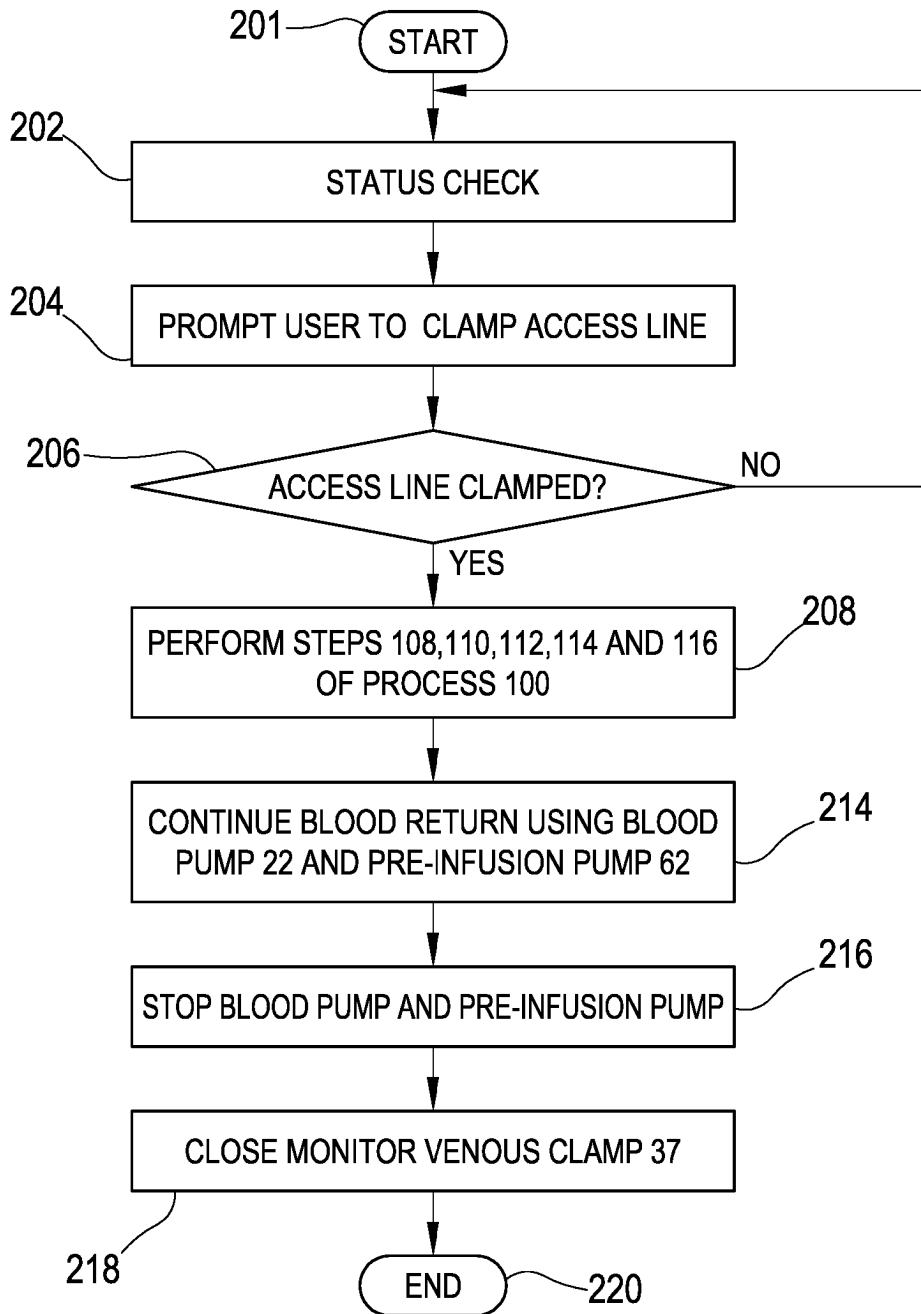 201
START
202
STATUS CHECK
204
PROMPT USER TO CLAMP ACCESS LINE
206
ACCESS LINE CLAMPED?
NO
YES
208
PERFORM STEPS 108,110,112,114 AND 116
OF PROCESS 100
214
CONTINUE BLOOD RETURN USING BLOOD
PUMP 22 AND PRE-INFUSION PUMP 62
216
STOP BLOOD PUMP AND PRE-INFUSION PUMP
CLOSE MONITOR VENOUS CLAMP 37
218
END
220